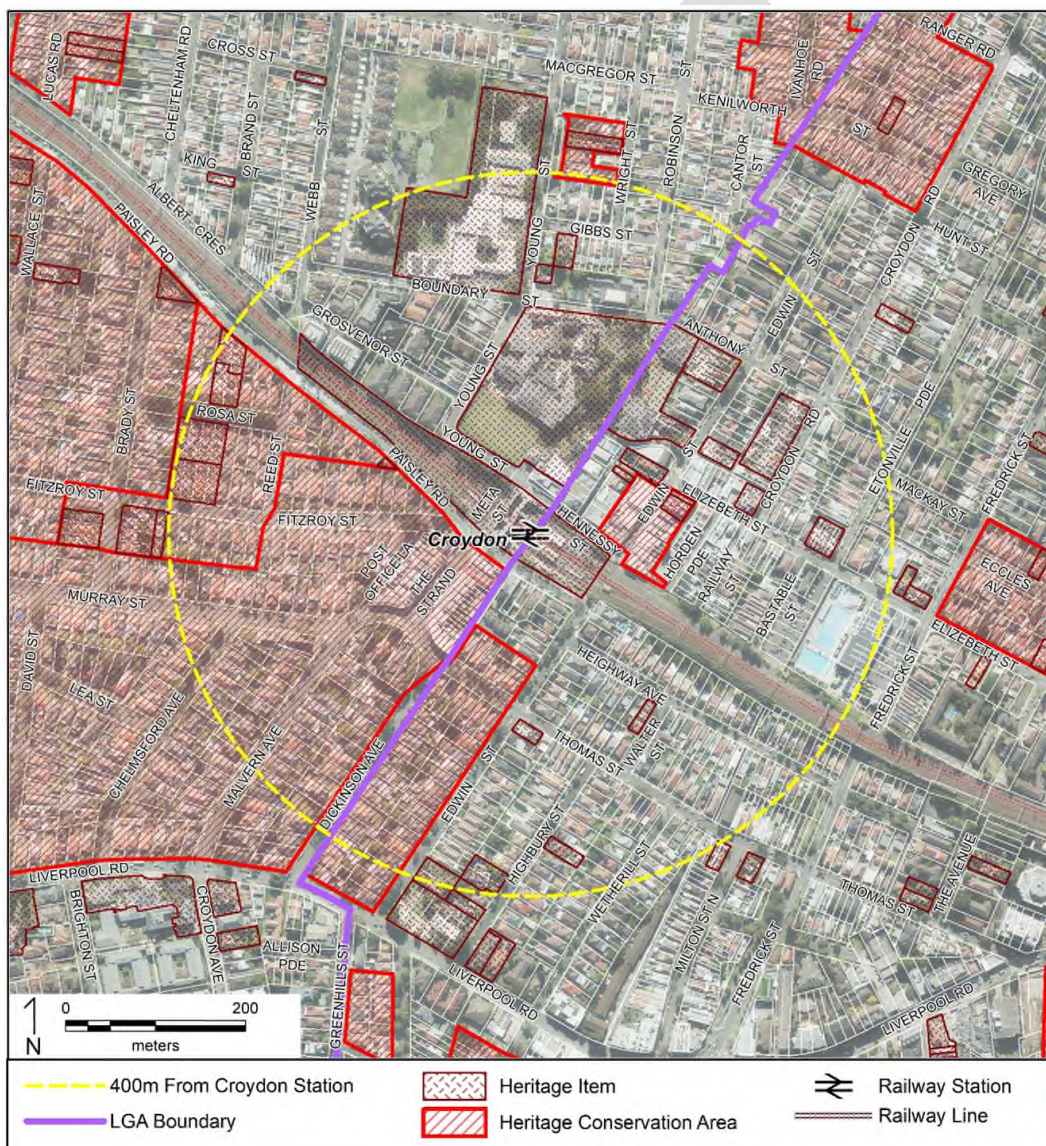 RANGER RD
LUCAS RD
CROSS ST
CHELTENHAM RD
BRAND ST
MACGREGOR ST
ST
IVANHOE
RD
KENILWORTH
ST
KING
ST
WEBB
ST
ST
WRIGHT ST
ROBINSON
CANTOR
ST
GREGORY
AVE
RD
HUNT ST
WALLACE ST
ALBERT CRES
PAISLEY RD
YOUNG
GIBBS ST
BOUNDARY
ST
EDWIN
ST
CROYDON
GROSVENOR ST
ANTHONY
ST
YOUNG ST
BRADY ST
ROSA ST
REED ST
YOUNG ST
PAISLEY RD
META
ST
ST
CROYDON RD
ETONVILLE
PDE
FREDRICK ST
MACKAY ST
FITZROY ST
FITZROY ST
EDWIN
ELIZEBETH ST
HENNESSY
ST
Croydon
POST
OFFICE LA
THE
STRAND
HORDEN
PDE
RAILWAY
ST
BASTABLE
ST
ECCLES
AVE
ELIZEBETH ST
MURRAY ST
DAVID ST
LEA ST
CHELMSFORD AVE
MALVERN AVE
DICKINSON AVE
EDWIN
ST
HEIGHWAY AVE
WALTER
ST
THOMAS ST
FREDRICK ST
LIVERPOOL RD
BRIGHTON ST
CROYDON AVE
ALLISON
PDE
GREENHILLS ST
HIGHBURY ST
WETHERILL ST
MILTON ST N
FREDRICK ST
THOMAS ST
THE AVENUE
LIVERPOOL RD
LIVERPOOL RD
N
0 200
meters
400m From Croydon Station
LGA Boundary
Heritage Item
Heritage Conservation Area
Railway Station
Railway Line